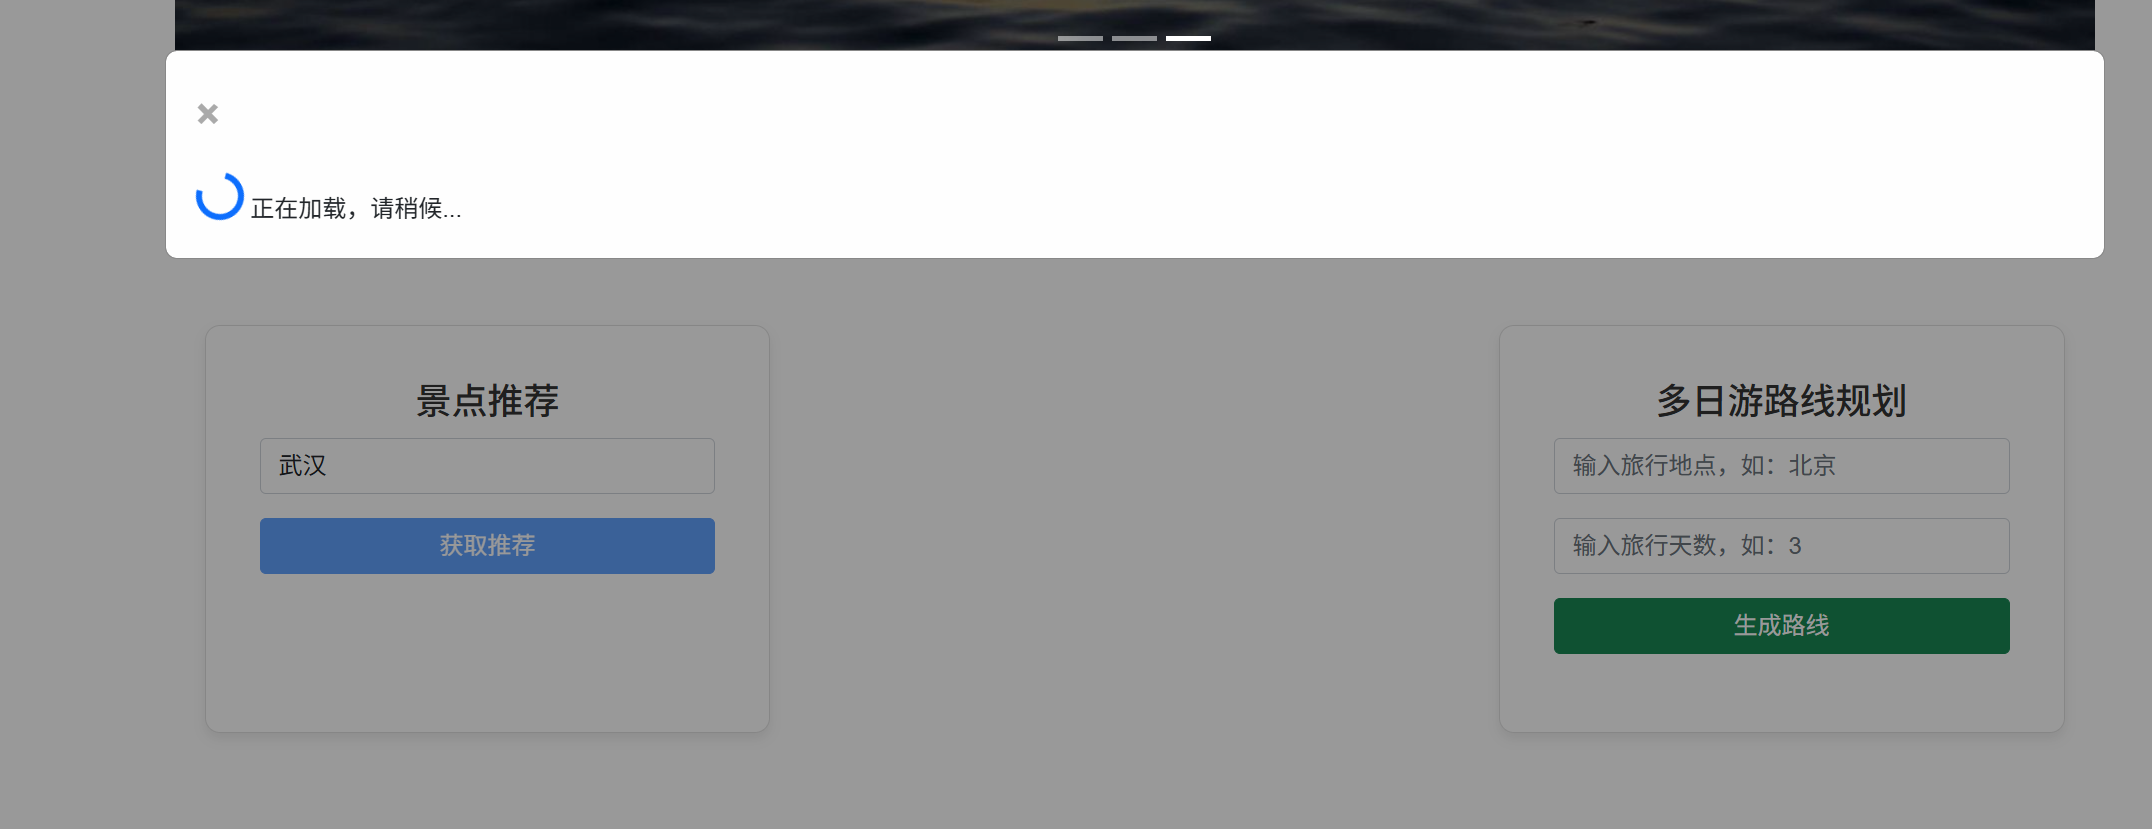 ×
正在加载，请稍候...
景点推荐
武汉
获取推荐
多日游路线规划
输入旅行地点，如：北京
输入旅行天数，如：3
生成路线